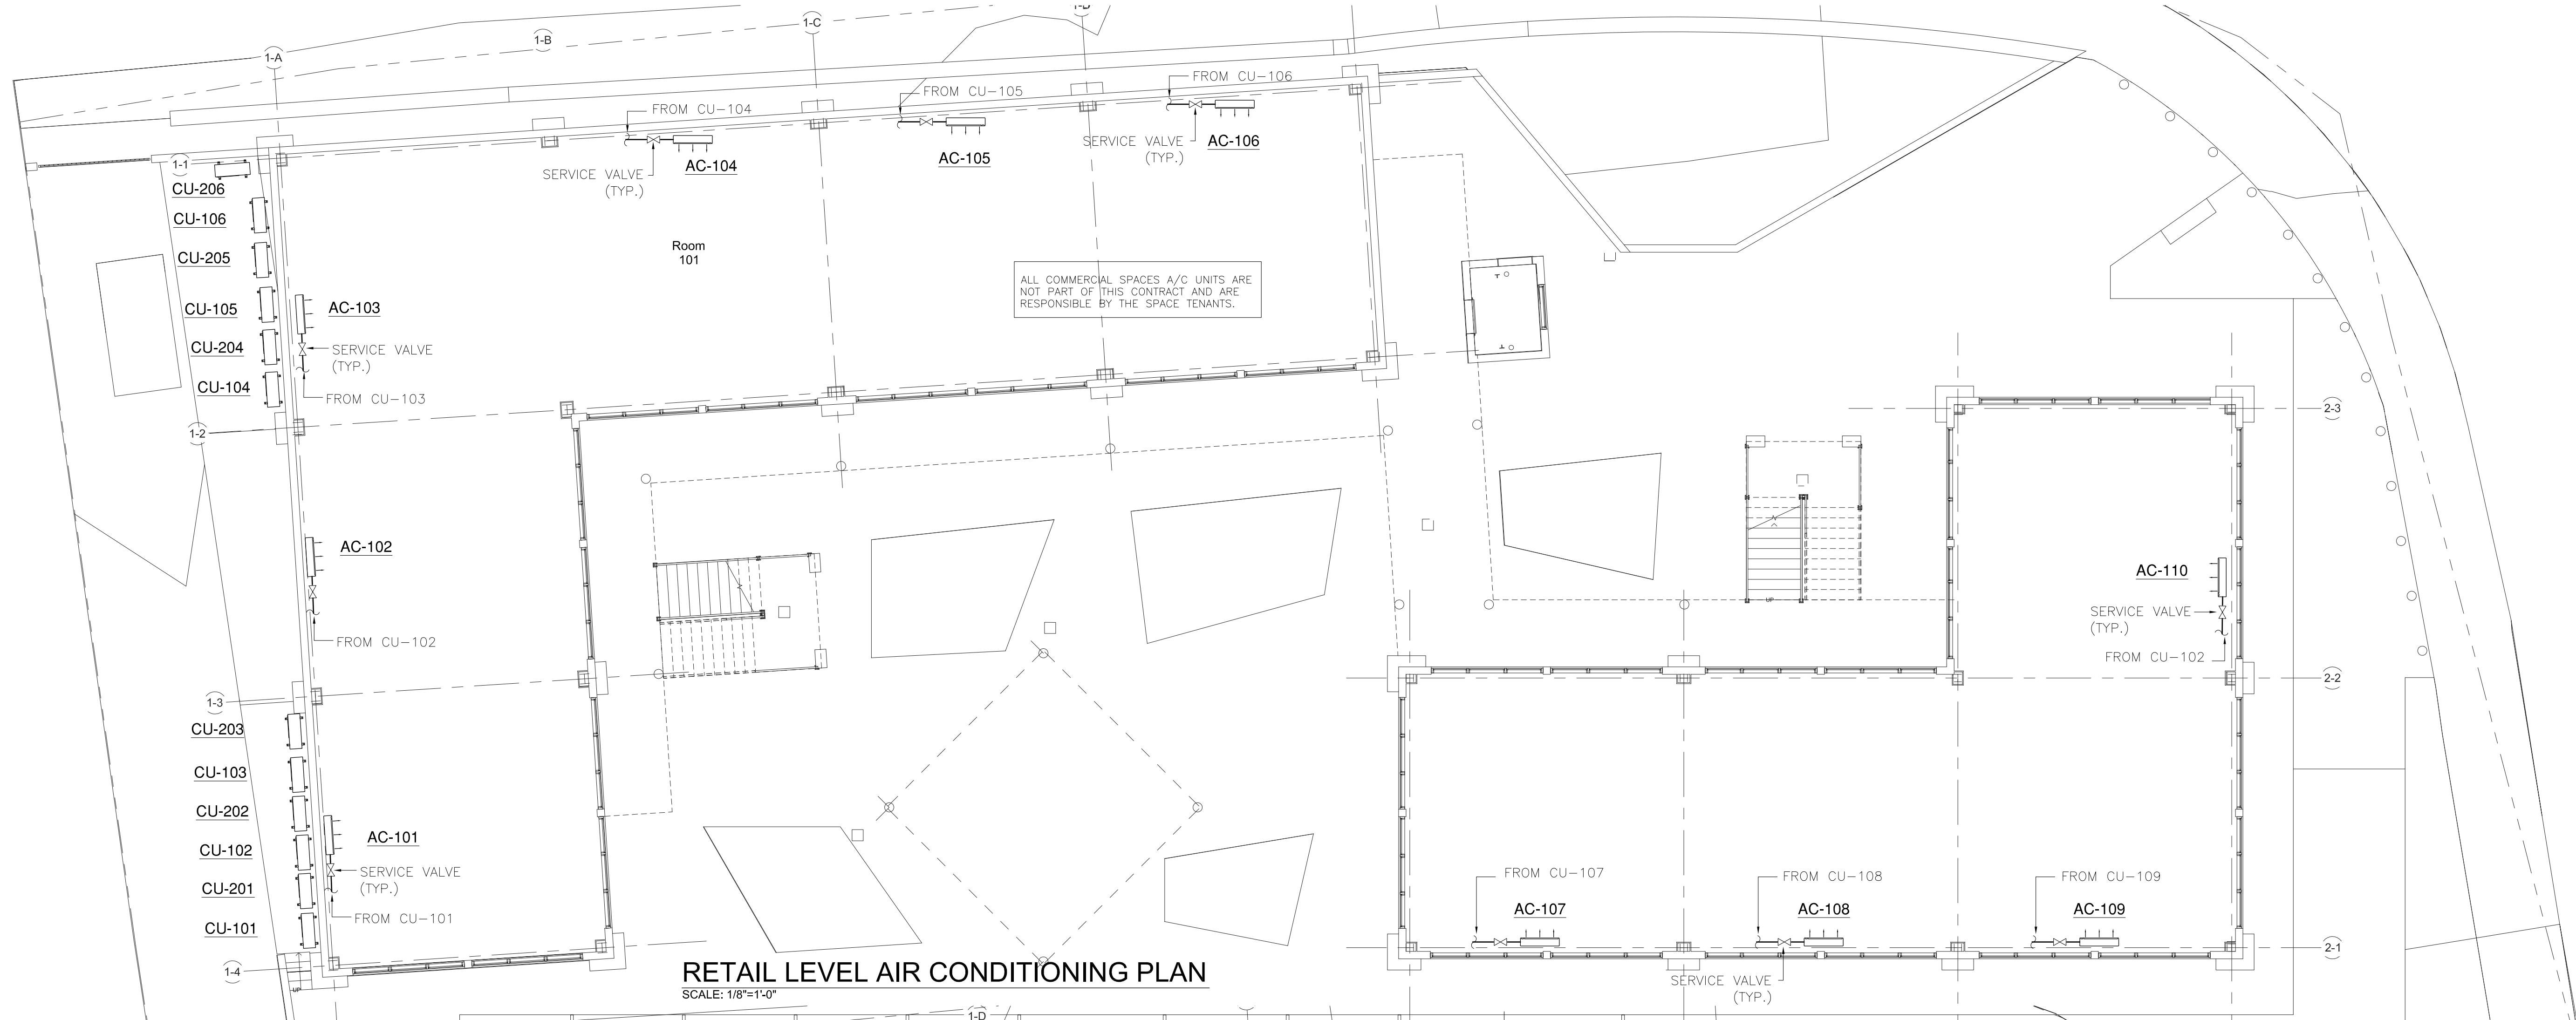 1-A
1-B
1-C
1-D
FROM CU-104
FROM CU-105
FROM CU-106
SERVICE VALVE
(TYP.)
AC-104
AC-105
SERVICE VALVE
(TYP.)
AC-106
1-1
CU-206
CU-106
CU-205
CU-105
CU-204
CU-104
Room
101
ALL COMMERCIAL SPACES A/C UNITS ARE
NOT PART OF THIS CONTRACT AND ARE
RESPONSIBLE BY THE SPACE TENANTS.
AC-103
SERVICE VALVE
(TYP.)
FROM CU-103
1-2
2-3
AC-102
FROM CU-102
UP
AC-110
SERVICE VALVE
(TYP.)
FROM CU-102
2-2
1-3
CU-203
CU-103
CU-202
CU-102
CU-201
CU-101
AC-101
SERVICE VALVE
(TYP.)
FROM CU-101
1-4
UP
FROM CU-107
AC-107
FROM CU-108
AC-108
FROM CU-109
AC-109
2-1
SERVICE VALVE
(TYP.)
RETAIL LEVEL AIR CONDITIONING PLAN
SCALE: 1/8"=1'-0"
1-D